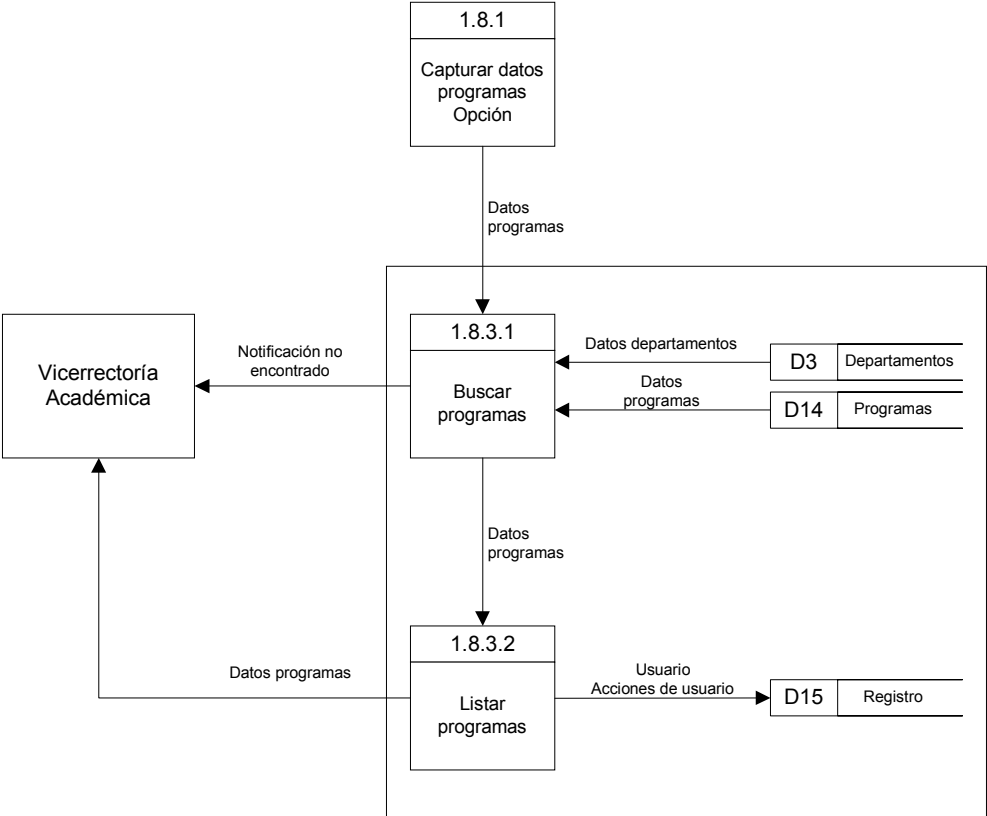 1.8.1
Capturar datos
programas
Opción
Datos
programas
1.8.3.1
Buscar
programas
Datos departamentos
D3
Departamentos
Datos
programas
D14
Programas
Notificación no
encontrado
Vicerrectoría
Académica
Datos
programas
1.8.3.2
Listar
programas
Datos programas
Usuario
Acciones de usuario
D15
Registro